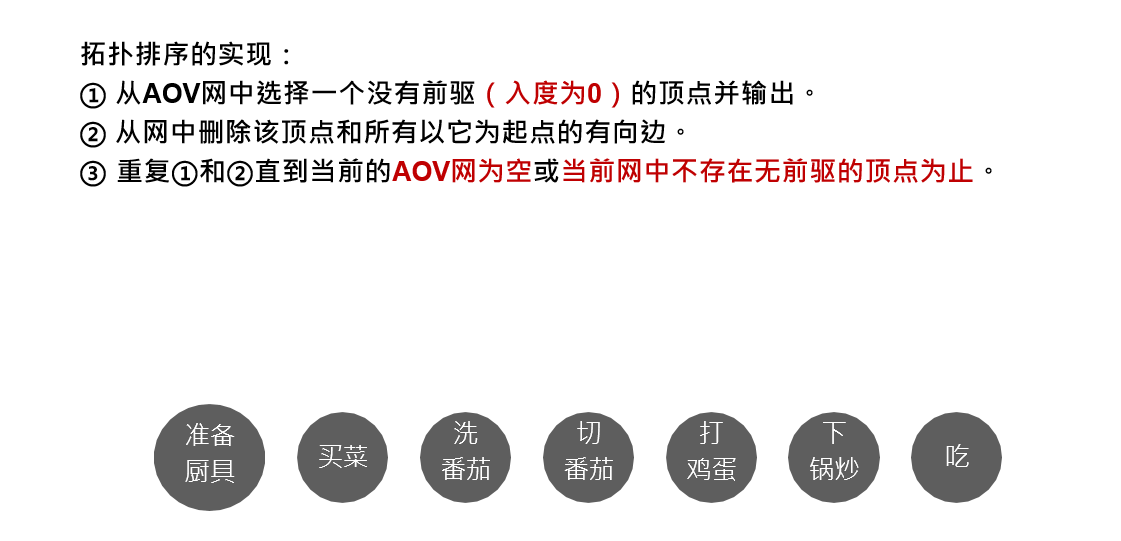 拓扑排序的实现：
① 从AOV网中选择一个没有前驱（入度为0）的顶点并输出。
② 从网中删除该顶点和所有以它为起点的有向边。
③ 重复①和②直到当前的AOV网为空或当前网中不存在无前驱的顶点为止。
准备
厨具
买菜
洗
番茄
切
番茄
打
鸡蛋
下
锅炒
吃